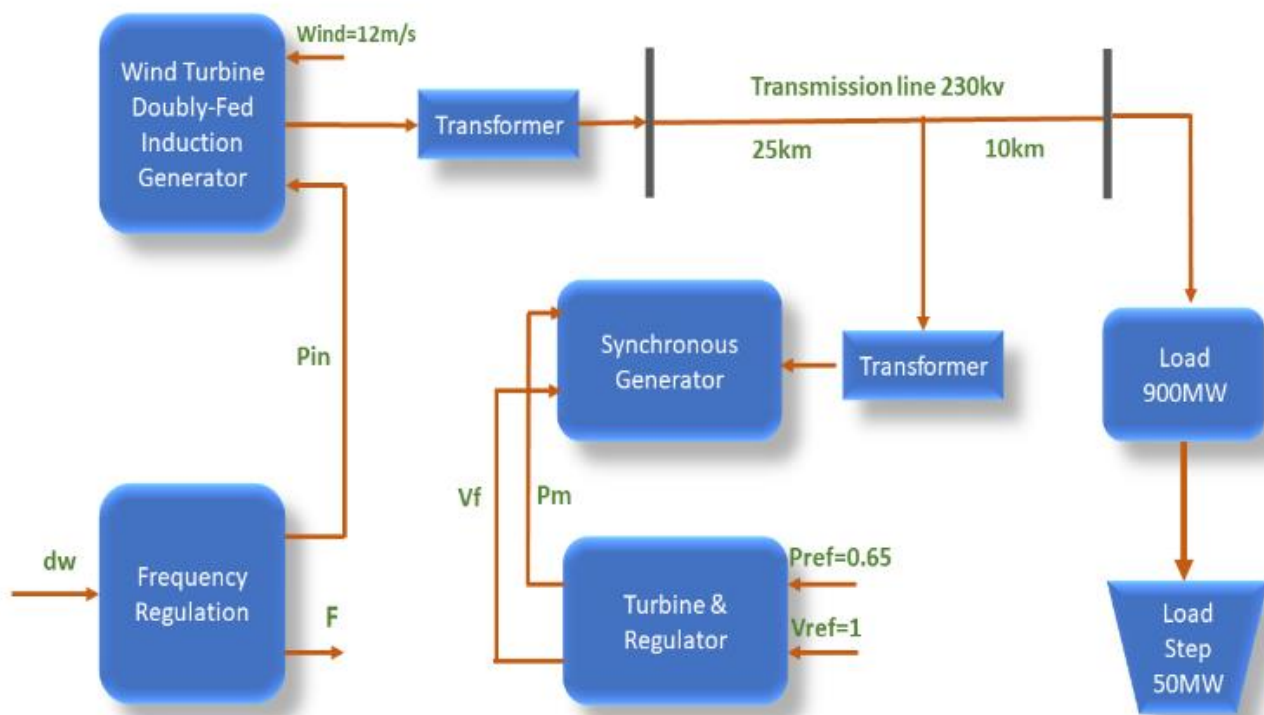 Wind=12m/s
Wind Turbine
Doubly-Fed
Induction
Generator
Transformer
Transmission line 230kv
25km
10km
Pin
Synchronous
Generator
Transformer
Load
900MW
Vf
Pm
dw
Frequency
Regulation
F
Turbine &
Regulator
Pref=0.65
Vref=1
Load
Step
50MW